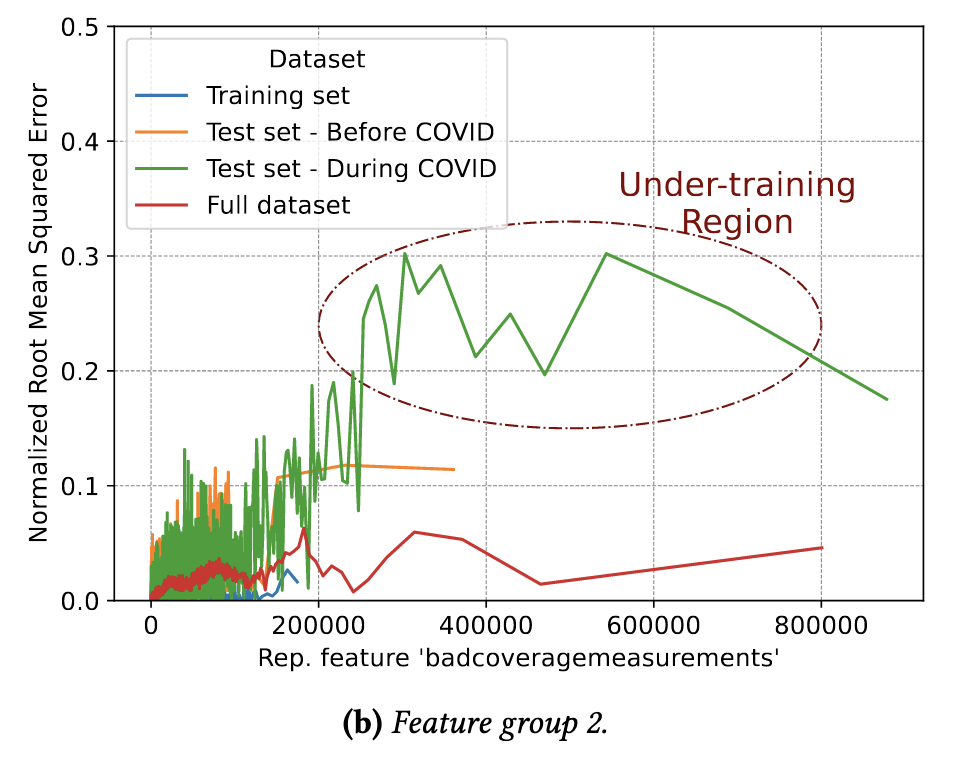 0.5
0.4
0.3
0.2
0.1
0.0
Normalized Root Mean Squared Error
Dataset
Training set
Test set - Before COVID
Test set - During COVID
Full dataset
Under-training
Region
0 200000 400000 600000 800000
Rep. feature 'badcoveragemeasurements'
(b) Feature group 2.